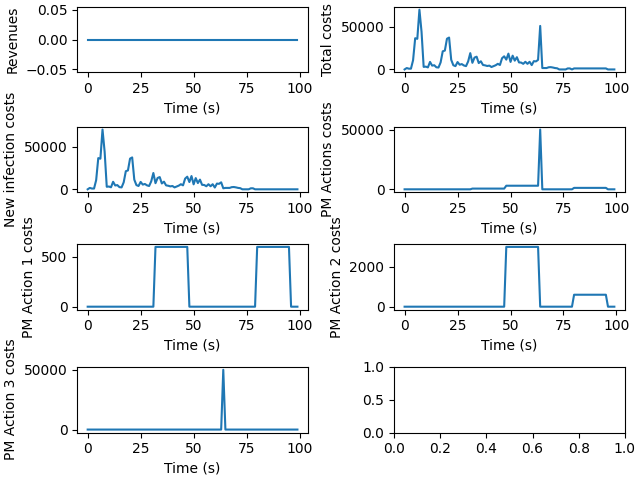 Revenues
0.05
0.00
−0.05
0 25 50 75 100
Time (s)
Total costs
50000
0
0 25 50 75 100
Time (s)
New infection costs
50000
0
0 25 50 75 100
Time (s)
PM Actions costs
50000
0
0 25 50 75 100
Time (s)
PM Action 1 costs
500
0
0 25 50 75 100
Time (s)
PM Action 2 costs
2000
0
0 25 50 75 100
Time (s)
PM Action 3 costs
50000
0
0 25 50 75 100
Time (s)
1.0
0.5
0.0
0.0 0.2 0.4 0.6 0.8 1.0